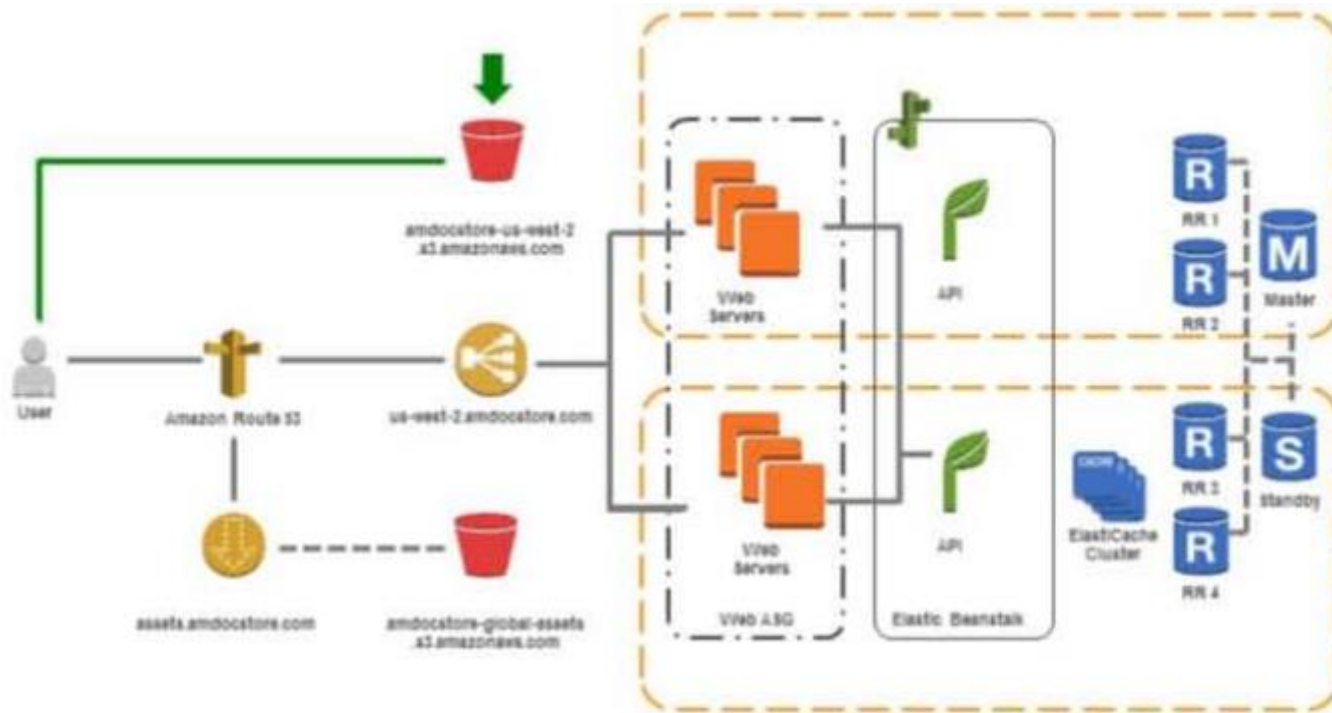 amdocstore-us-west-2
.s3.amazonaws.com
User
Amazon Route 53
us-west-2.amdocstore.com
assets.amdocstore.com
amdocstore-global-assets
.s3.amazonaws.com
Web
Servers
Web
Servers
Web ASG
API
API
Elastic Beanstalk
R
RR 1
R
RR 2
M
Master
R
RR 3
S
Standby
ElastiCache
Cluster
R
RR 4